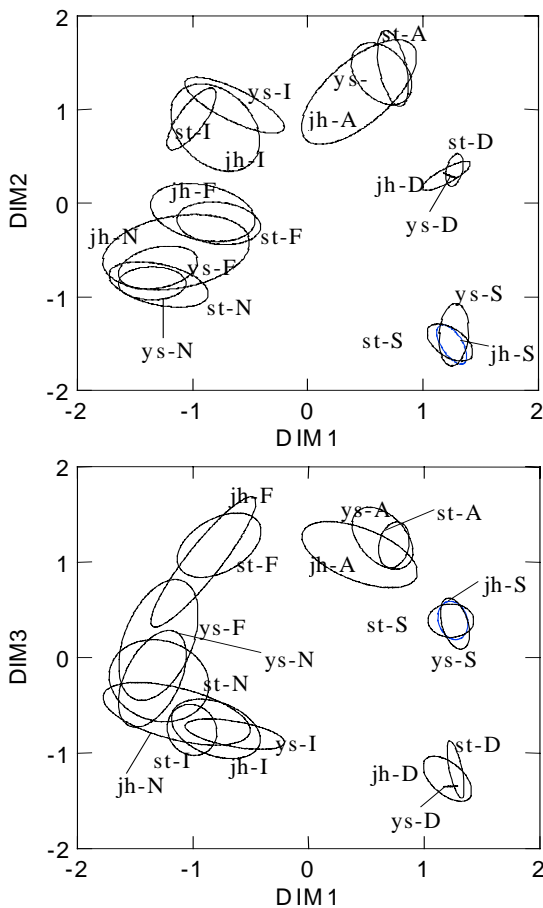 2
st-A
ys-
ys-I
1
jh-A
st-I
jh-I
st-D
jh-D
DIM2
jh-F
0
ys-D
jh-N
st-F
ys-F
-1
st-N
ys-S
ys-N
st-S
jh-S
-2
-2 -1 0 1 2
DIM1
2
jh-F
ys-A
st-A
1
st-F
jh-A
jh-S
ys-F
st-S
DIM3
0
ys-N
ys-S
st-N
-1
st-I
ys-I
st-D
jh-N
jh-I
jh-D
ys-D
-2
-2 -1 0 1 2
DIM1